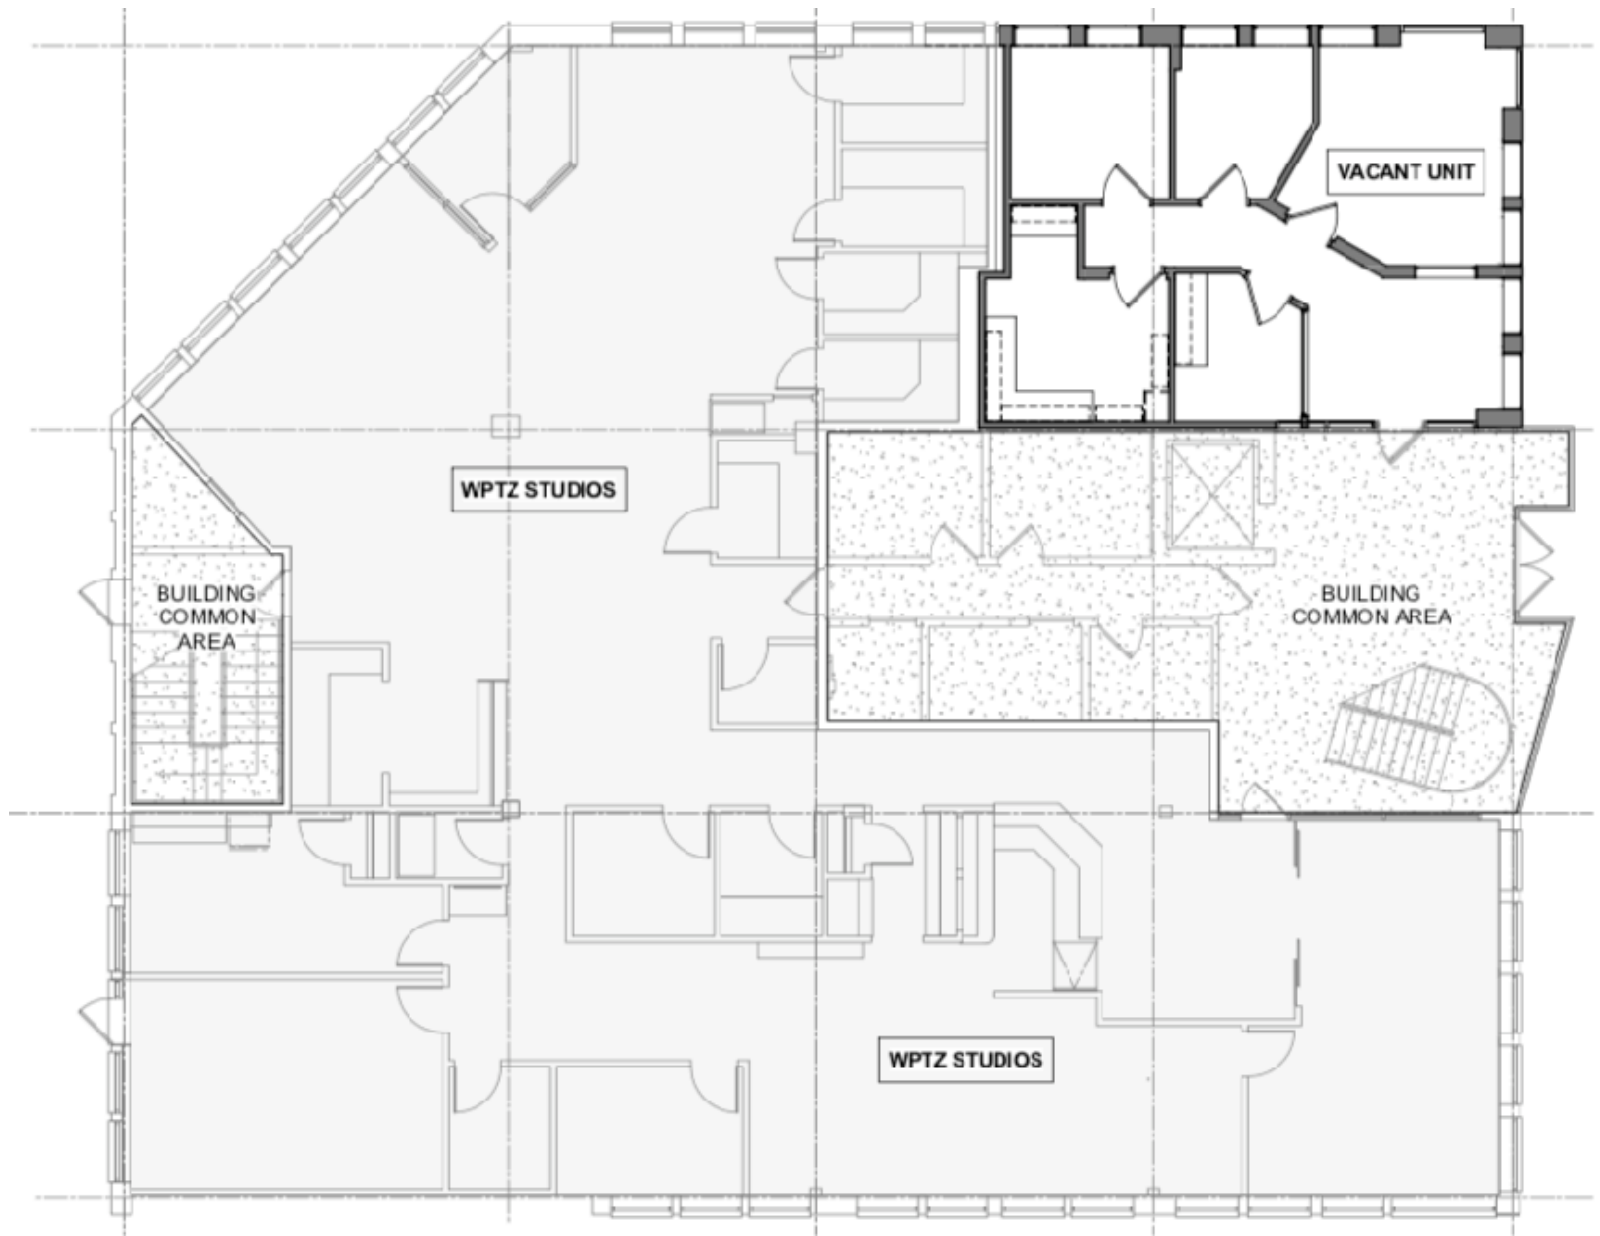 VACANT UNIT
WPTZ STUDIOS
BUILDING
COMMON
AREA
BUILDING
COMMON AREA
WPTZ STUDIOS